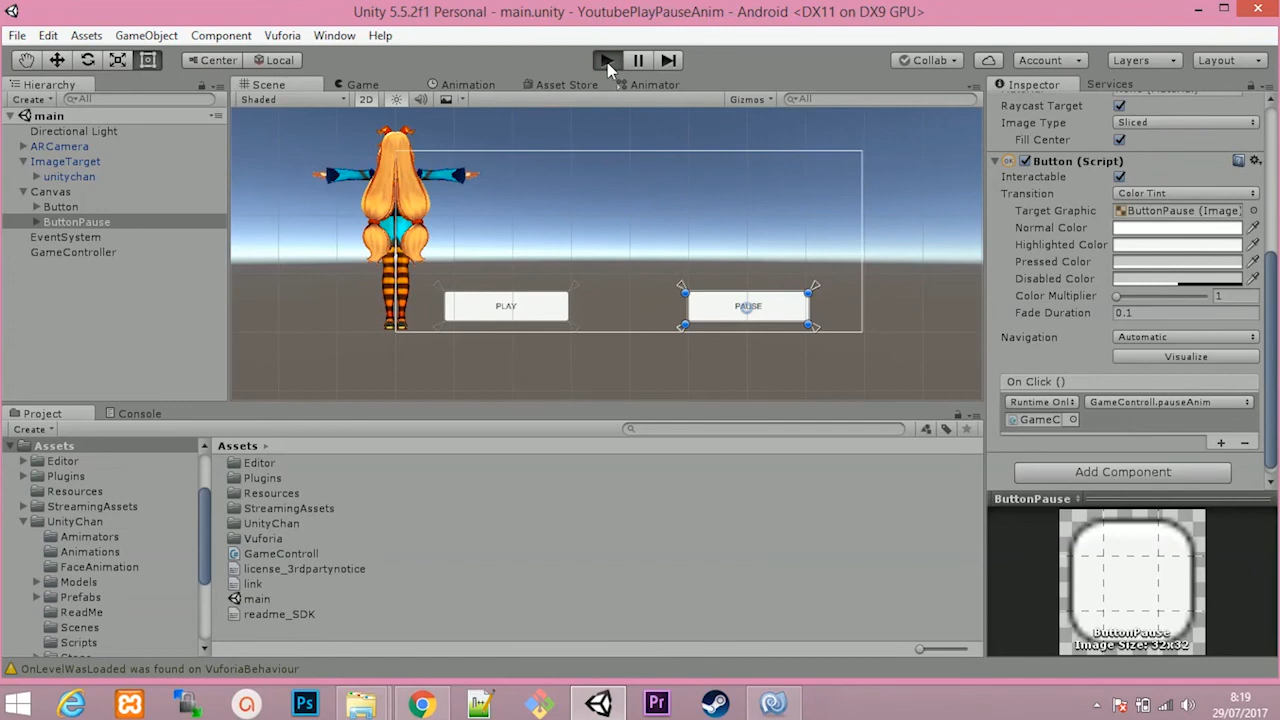 Unity 5.5.2f1 Personal - main.unity - YoutubePlayPauseAnim - Android <DX11 on DX9 GPU>
File Edit Assets GameObject Component Vuforia Window Help
Center Local Collab Account Layers Layout
Hierarchy
Create All
main
Directional Light
ARCamera
ImageTarget
unitychan
Canvas
Button
ButtonPause
EventSystem
GameController
Scene Game Animation Asset Store Animator
Shaded 2D Gizmos All
PLAY PAUSE
Inspector Services
Raycast Target
Image Type Sliced
Fill Center
Button (Script)
Interactable
Transition Color Tint
Target Graphic ButtonPause (Image)
Normal Color
Highlighted Color
Pressed Color
Disabled Color
Color Multiplier 1
Fade Duration 0.1
Navigation Automatic
Visualize
On Click ()
Runtime Onl GameControll.pauseAnim
GameC
+ −
Add Component
ButtonPause
ButtonPause
Image Size: 32x32
Project Console
Create
Assets
Editor
Plugins
Resources
StreamingAssets
UnityChan
Amimators
Animations
FaceAnimation
Models
Prefabs
ReadMe
Scenes
Scripts
Assets
Editor
Plugins
Resources
StreamingAssets
UnityChan
Vuforia
GameControll
license_3rdpartynotice
link
main
readme_SDK
OnLevelWasLoaded was found on VuforiaBehaviour
Ps Pr
8:19
29/07/2017